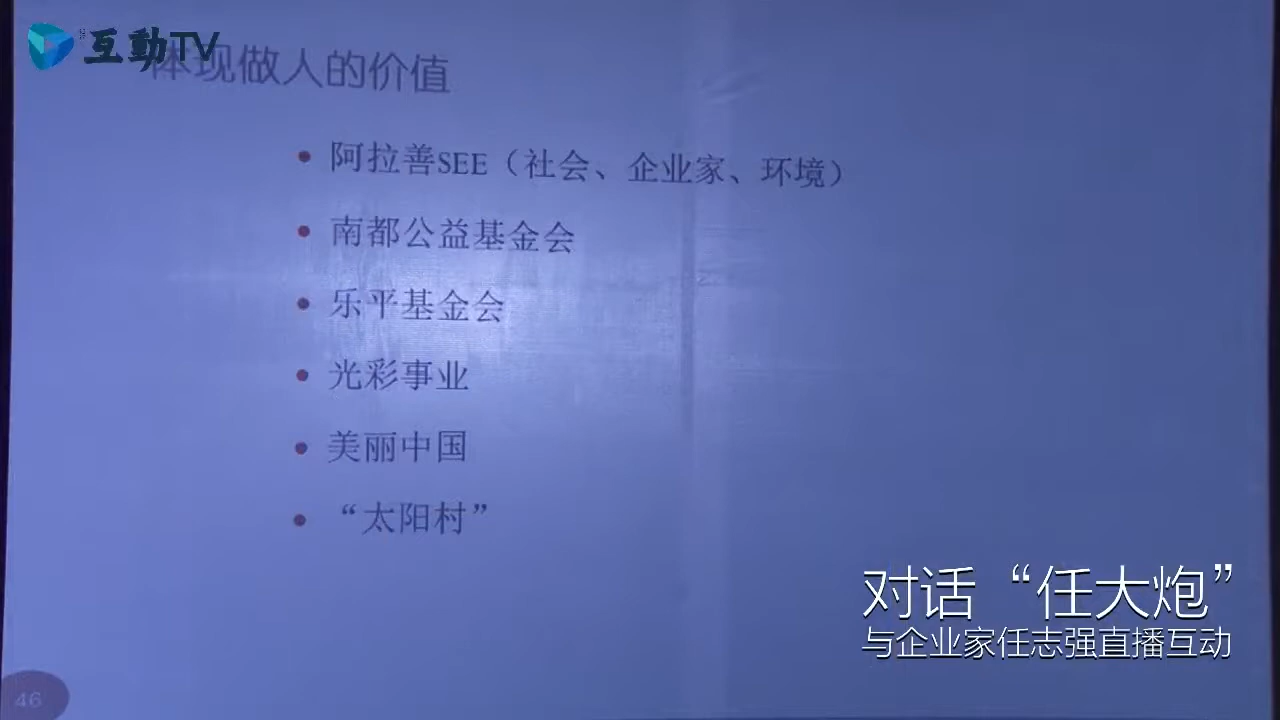 互動TV
体现做人的价值
• 阿拉善SEE（社会、企业家、环境）
• 南都公益基金会
• 乐平基金会
• 光彩事业
• 美丽中国
• “太阳村”
对话“任大炮”
与企业家任志强直播互动
46